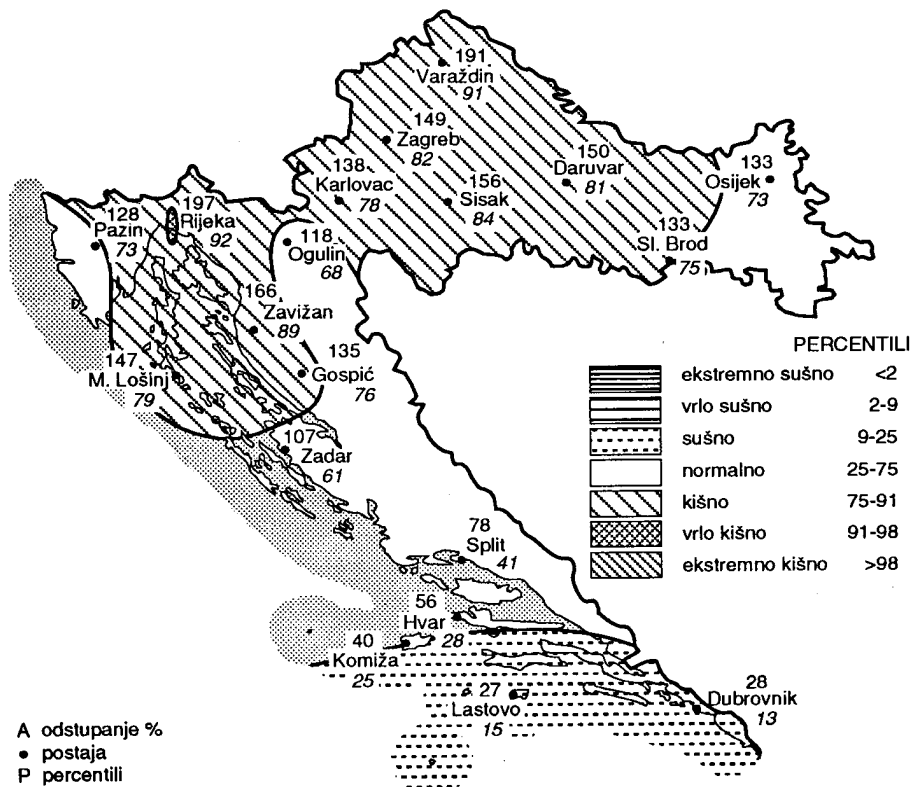 191
Varaždin
91
149
Zagreb
82
138
Karlovac
78
156
Sisak
84
150
Daruvar
81
133
Osijek
73
133
Sl. Brod
75
128
Pazin
73
197
Rijeka
92
118
Ogulin
68
166
Zavižan
89
135
Gospić
76
147
M. Lošinj
79
107
Zadar
61
78
Split
41
56
Hvar
28
40
Komiža
25
27
Lastovo
15
28
Dubrovnik
13
PERCENTILI
ekstremno sušno <2
vrlo sušno 2-9
sušno 9-25
normalno 25-75
kišno 75-91
vrlo kišno 91-98
ekstremno kišno >98
A odstupanje %
● postaja
P percentili